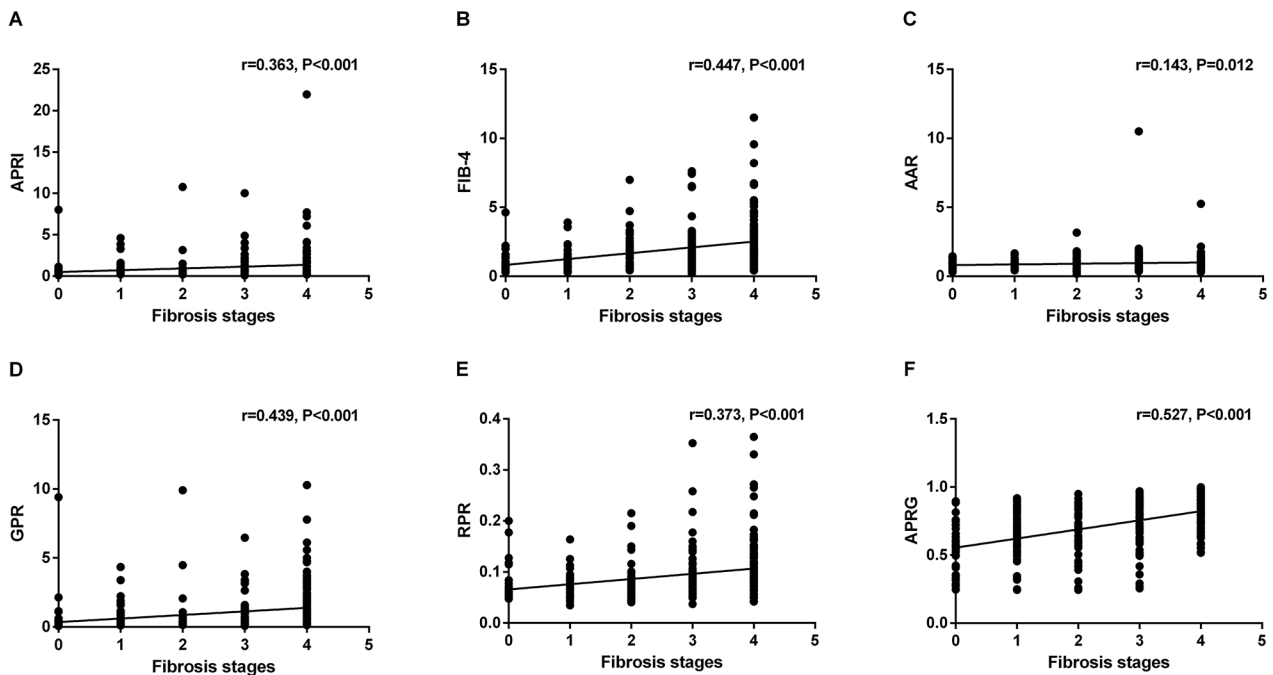 A
r=0.363, P<0.001
APRI
25
20
15
10
5
0
0 1 2 3 4 5
Fibrosis stages
B
r=0.447, P<0.001
FIB-4
15
10
5
0
0 1 2 3 4 5
Fibrosis stages
C
r=0.143, P=0.012
AAR
15
10
5
0
0 1 2 3 4 5
Fibrosis stages
D
r=0.439, P<0.001
GPR
15
10
5
0
0 1 2 3 4 5
Fibrosis stages
E
r=0.373, P<0.001
RPR
0.4
0.3
0.2
0.1
0.0
0 1 2 3 4 5
Fibrosis stages
F
r=0.527, P<0.001
APRG
1.5
1.0
0.5
0.0
0 1 2 3 4 5
Fibrosis stages